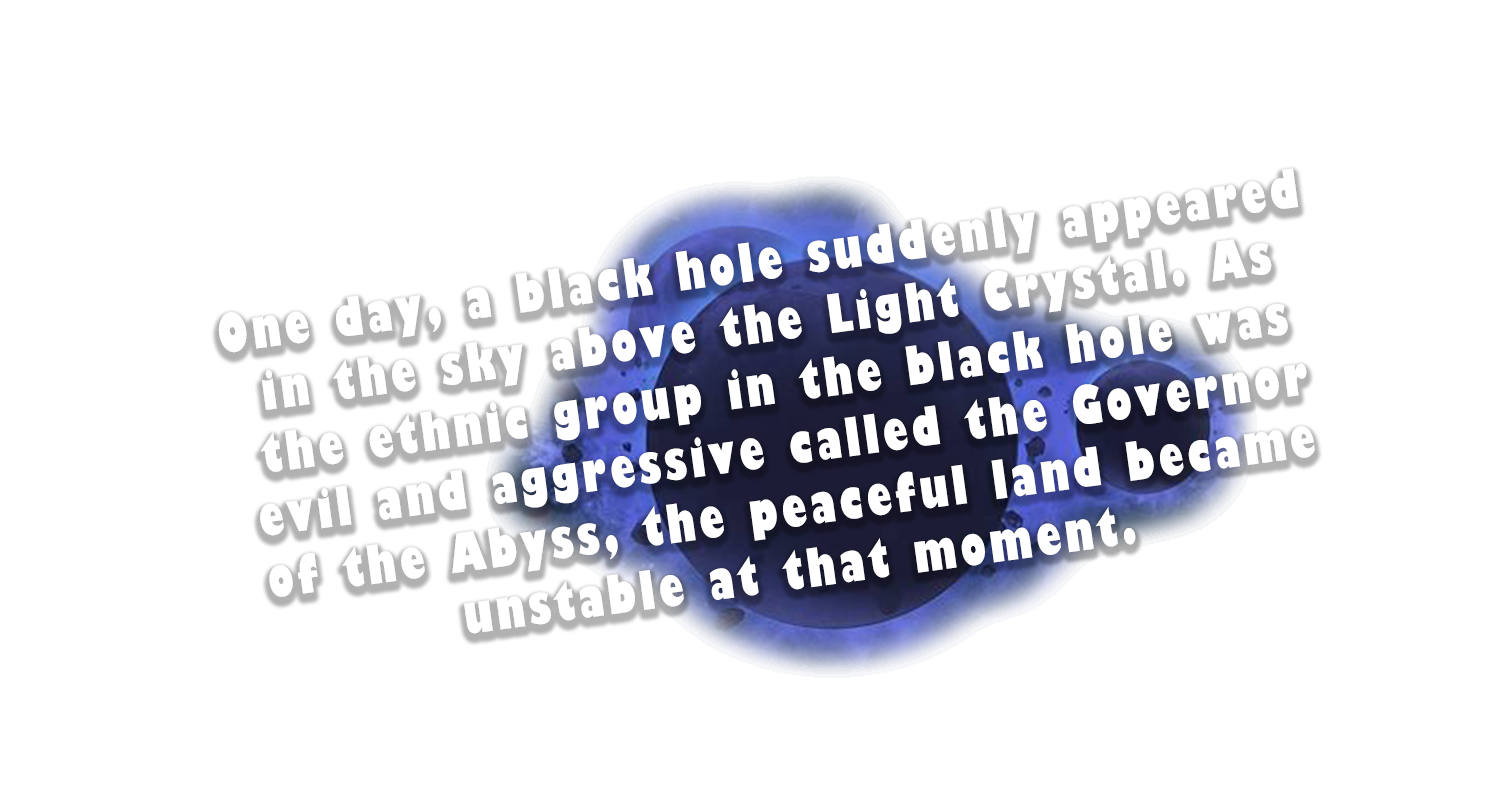 One day, a black hole suddenly appeared
in the sky above the Light Crystal. As
the ethnic group in the black hole was
evil and aggressive called the Governor
of the Abyss, the peaceful land became
unstable at that moment.